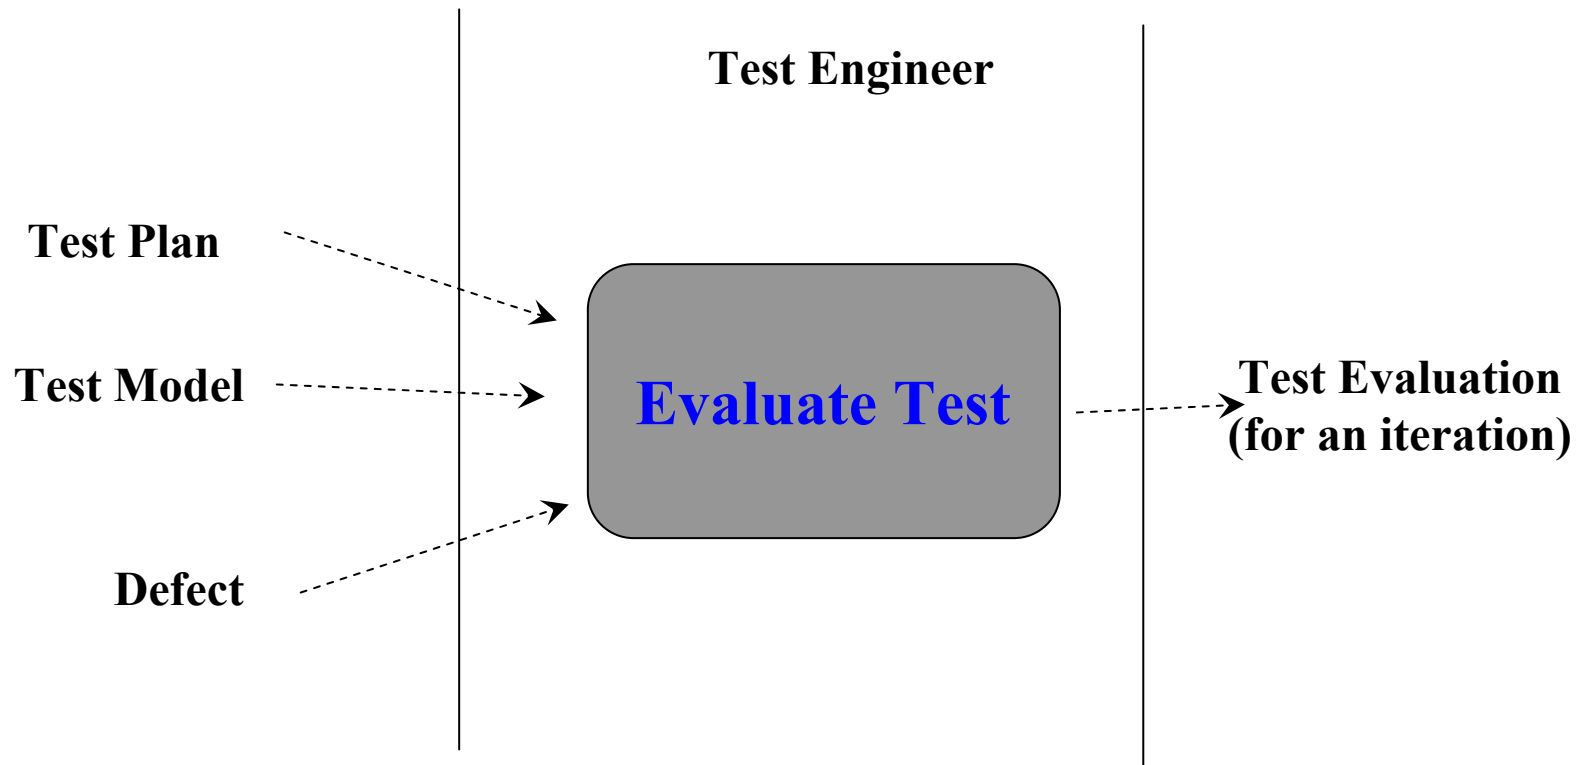 Test Engineer
Test Plan
Test Model
Defect
Evaluate Test
Test Evaluation
(for an iteration)